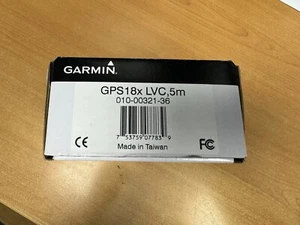 GARMIN
GPS18x LVC,5m
010-00321-36
7 53759 07783 9
Made in Taiwan
CE
FC